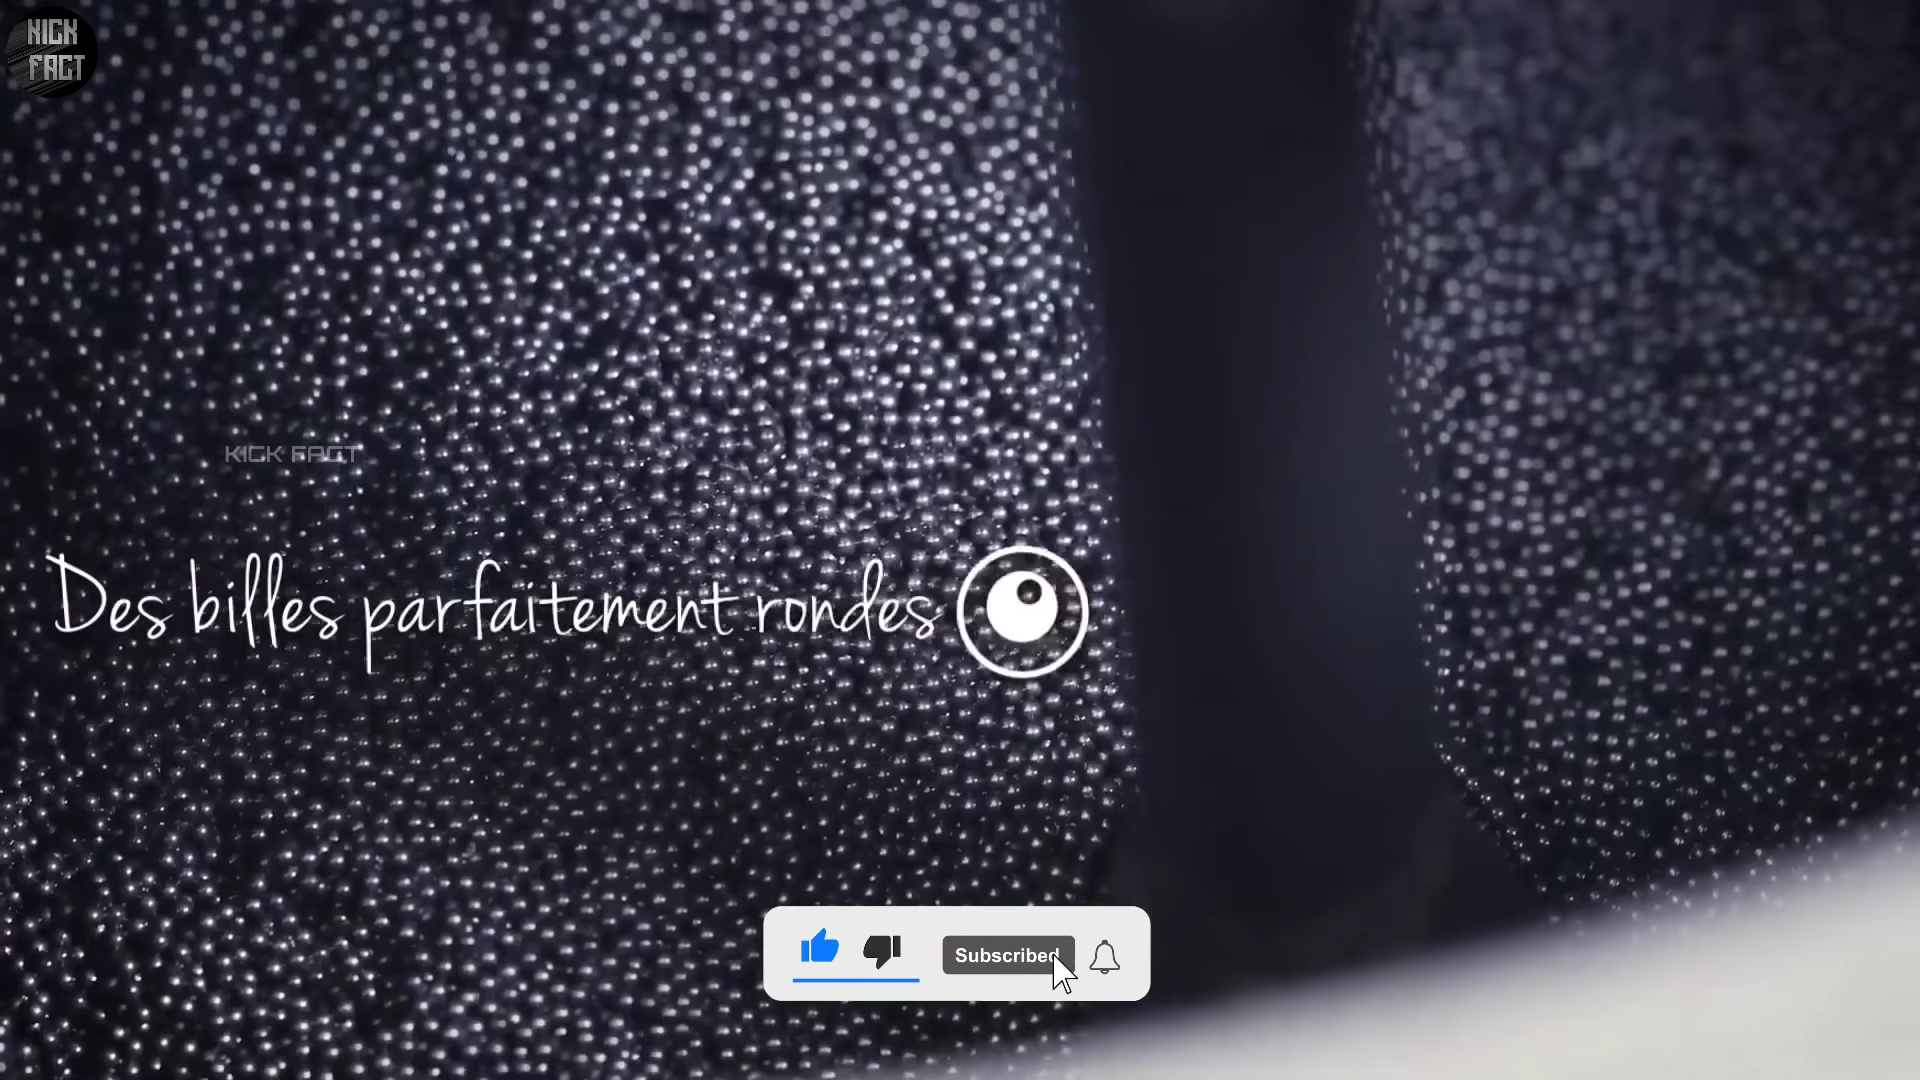 KICK
FACT
KICK FACT
Des billes parfaitement rondes
Subscribed